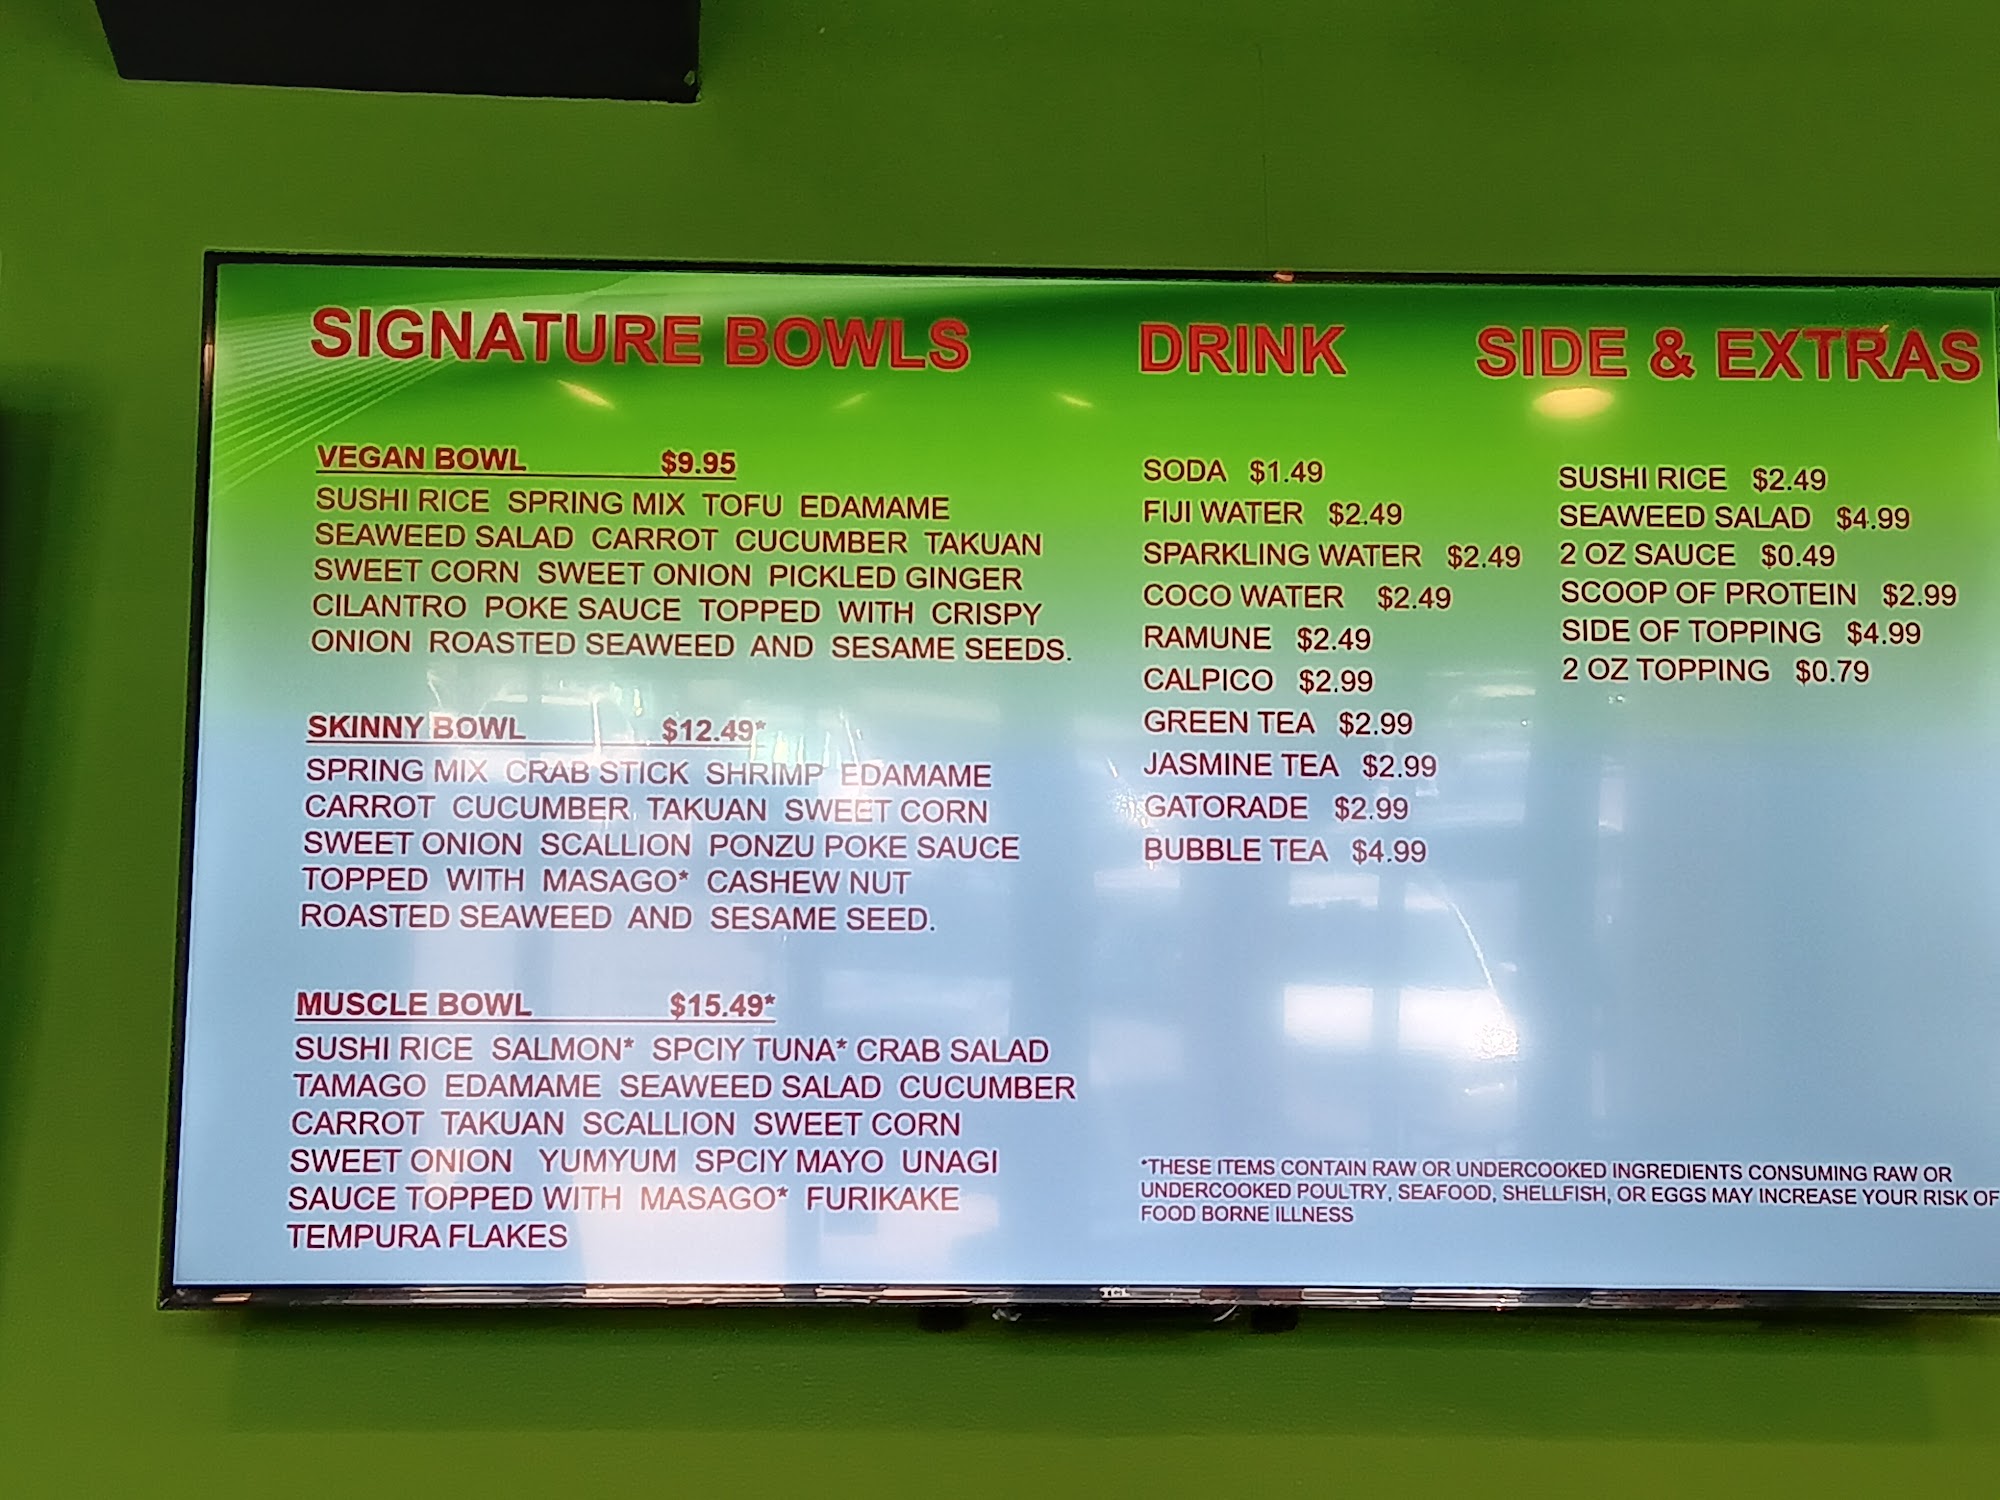 SIGNATURE BOWLS
VEGAN BOWL $9.95
SUSHI RICE SPRING MIX TOFU EDAMAME
SEAWEED SALAD CARROT CUCUMBER TAKUAN
SWEET CORN SWEET ONION PICKLED GINGER
CILANTRO POKE SAUCE TOPPED WITH CRISPY
ONION ROASTED SEAWEED AND SESAME SEEDS.
SKINNY BOWL $12.49*
SPRING MIX CRAB STICK SHRIMP EDAMAME
CARROT CUCUMBER TAKUAN SWEET CORN
SWEET ONION SCALLION PONZU POKE SAUCE
TOPPED WITH MASAGO* CASHEW NUT
ROASTED SEAWEED AND SESAME SEED.
MUSCLE BOWL $15.49*
SUSHI RICE SALMON* SPCIY TUNA* CRAB SALAD
TAMAGO EDAMAME SEAWEED SALAD CUCUMBER
CARROT TAKUAN SCALLION SWEET CORN
SWEET ONION YUMYUM SPCIY MAYO UNAGI
SAUCE TOPPED WITH MASAGO* FURIKAKE
TEMPURA FLAKES
DRINK
SODA $1.49
FIJI WATER $2.49
SPARKLING WATER $2.49
COCO WATER $2.49
RAMUNE $2.49
CALPICO $2.99
GREEN TEA $2.99
JASMINE TEA $2.99
GATORADE $2.99
BUBBLE TEA $4.99
SIDE & EXTRAS
SUSHI RICE $2.49
SEAWEED SALAD $4.99
2 OZ SAUCE $0.49
SCOOP OF PROTEIN $2.99
SIDE OF TOPPING $4.99
2 OZ TOPPING $0.79
*THESE ITEMS CONTAIN RAW OR UNDERCOOKED INGREDIENTS CONSUMING RAW OR
UNDERCOOKED POULTRY, SEAFOOD, SHELLFISH, OR EGGS MAY INCREASE YOUR RISK OF
FOOD BORNE ILLNESS
TCL